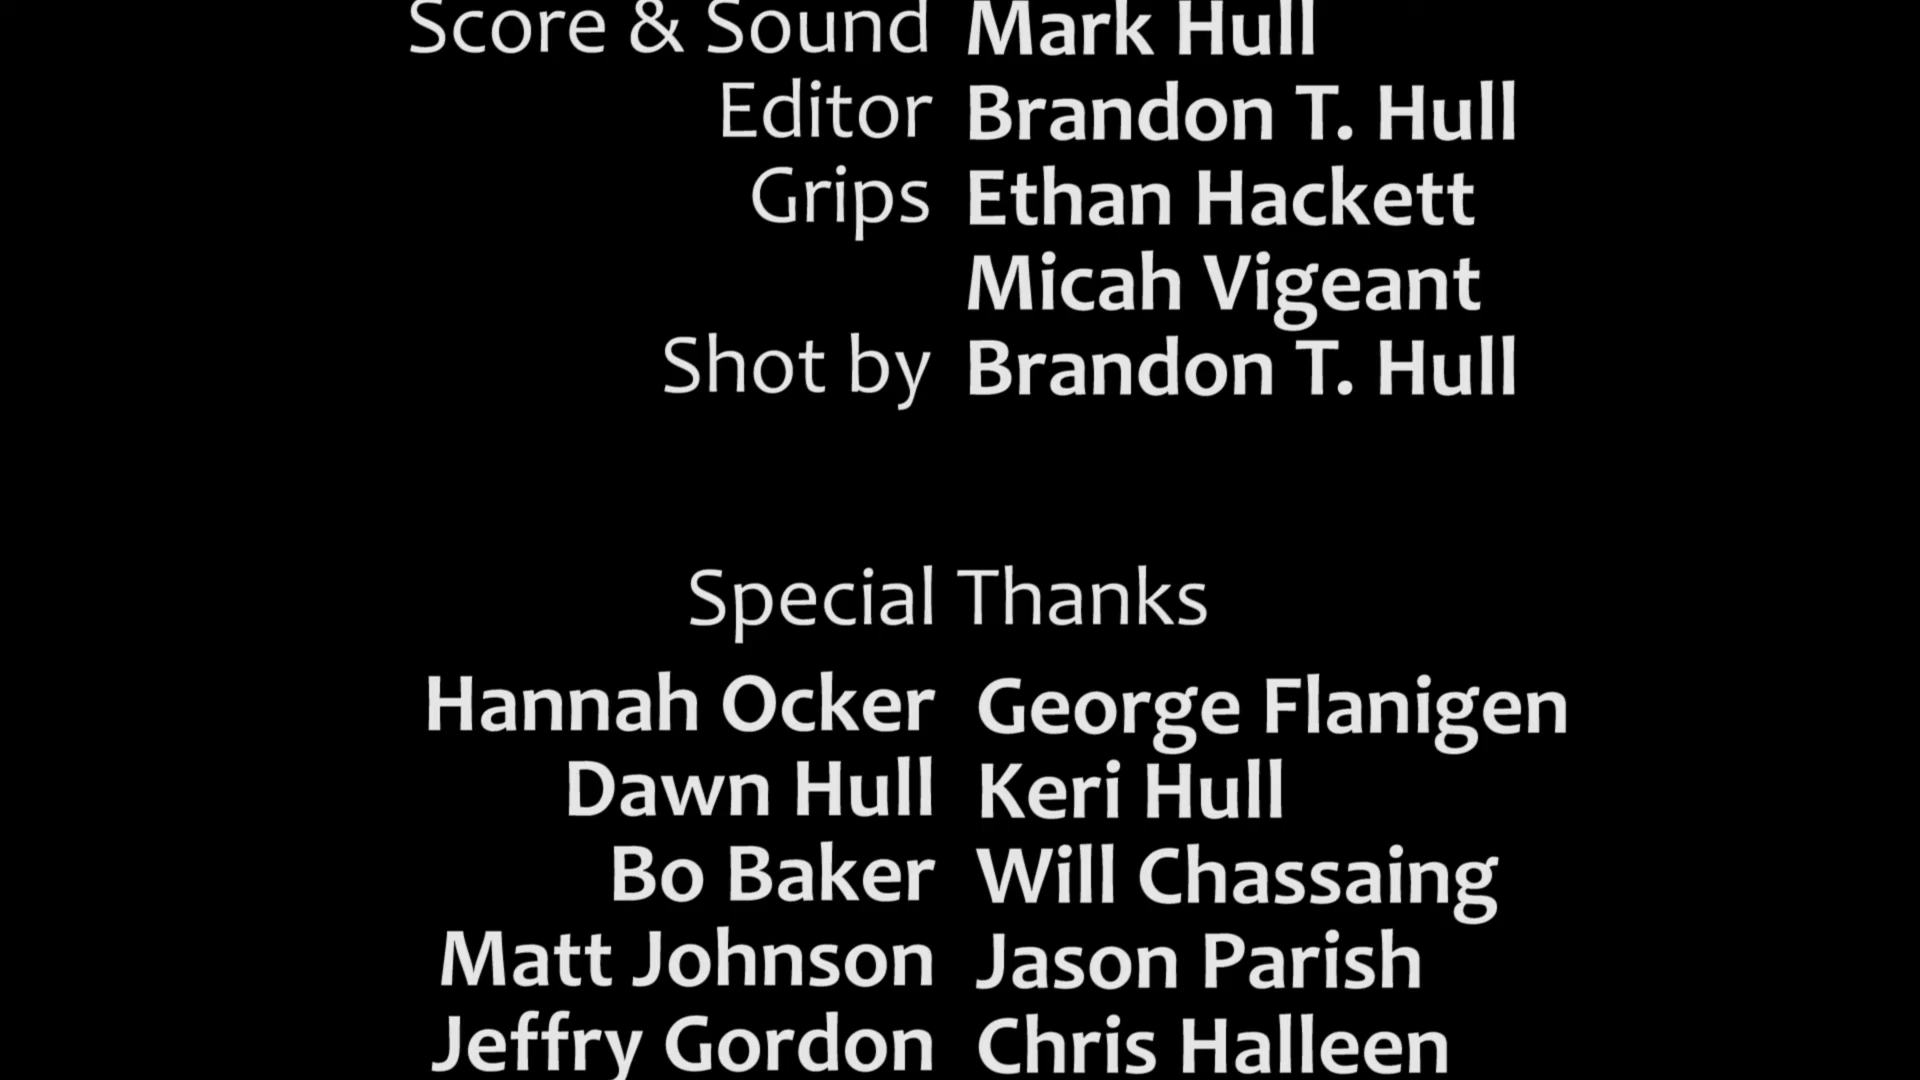 Score & Sound Mark Hull
Editor Brandon T. Hull
Grips Ethan Hackett
Micah Vigeant
Shot by Brandon T. Hull
Special Thanks
Hannah Ocker George Flanigen
Dawn Hull Keri Hull
Bo Baker Will Chassaing
Matt Johnson Jason Parish
Jeffry Gordon Chris Halleen